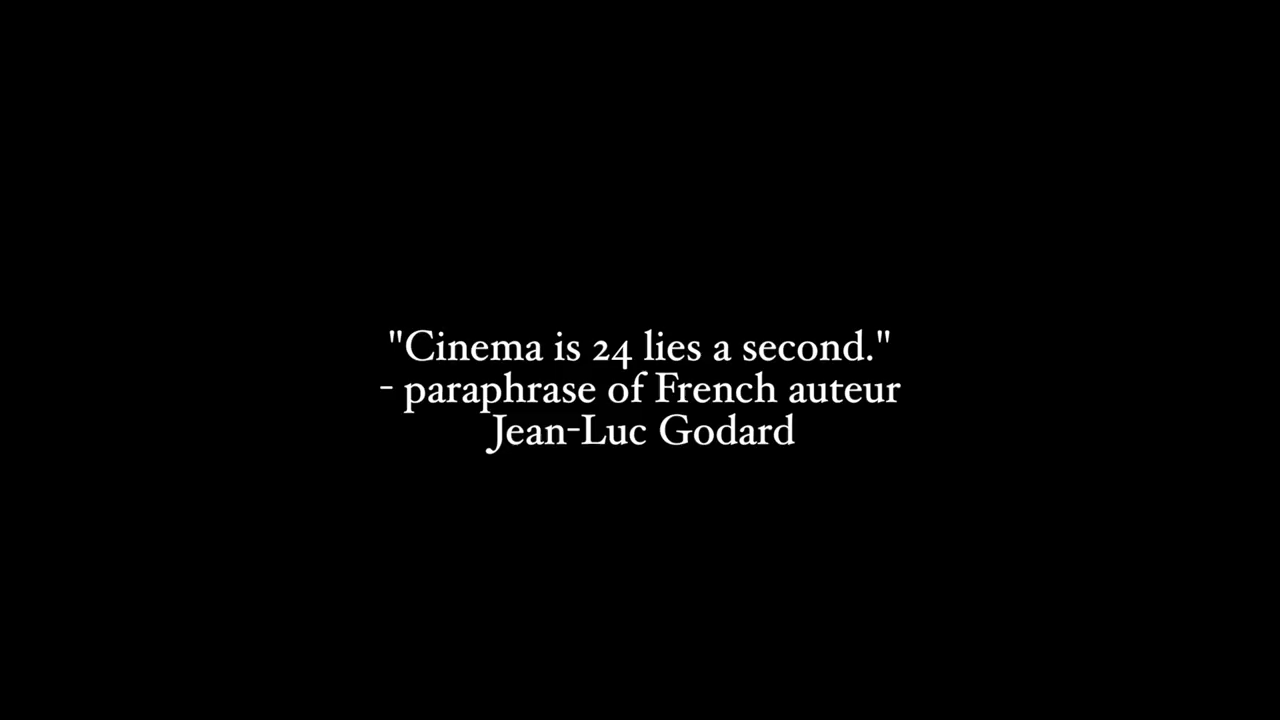 "Cinema is 24 lies a second."
- paraphrase of French auteur
Jean-Luc Godard